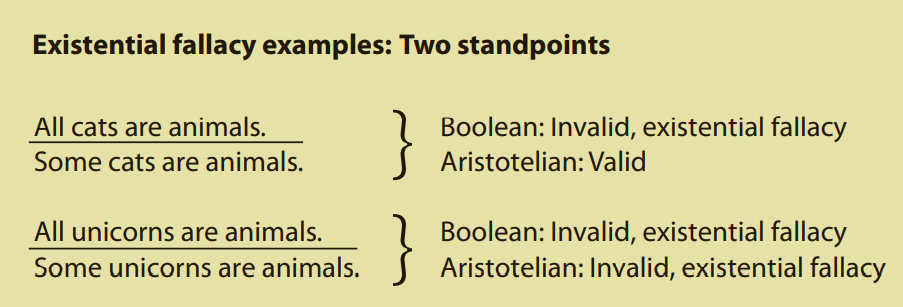 Existential fallacy examples: Two standpoints
All cats are animals.
Some cats are animals.
Boolean: Invalid, existential fallacy
Aristotelian: Valid
All unicorns are animals.
Some unicorns are animals.
Boolean: Invalid, existential fallacy
Aristotelian: Invalid, existential fallacy